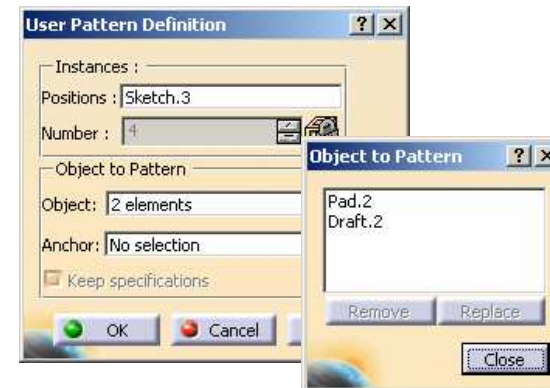 User Pattern Definition
Instances :
Positions : Sketch.3
Number : 4
Object to Pattern
Object: 2 elements
Anchor: No selection
Keep specifications
OK Cancel
Object to Pattern
Pad.2
Draft.2
Remove Replace
Close